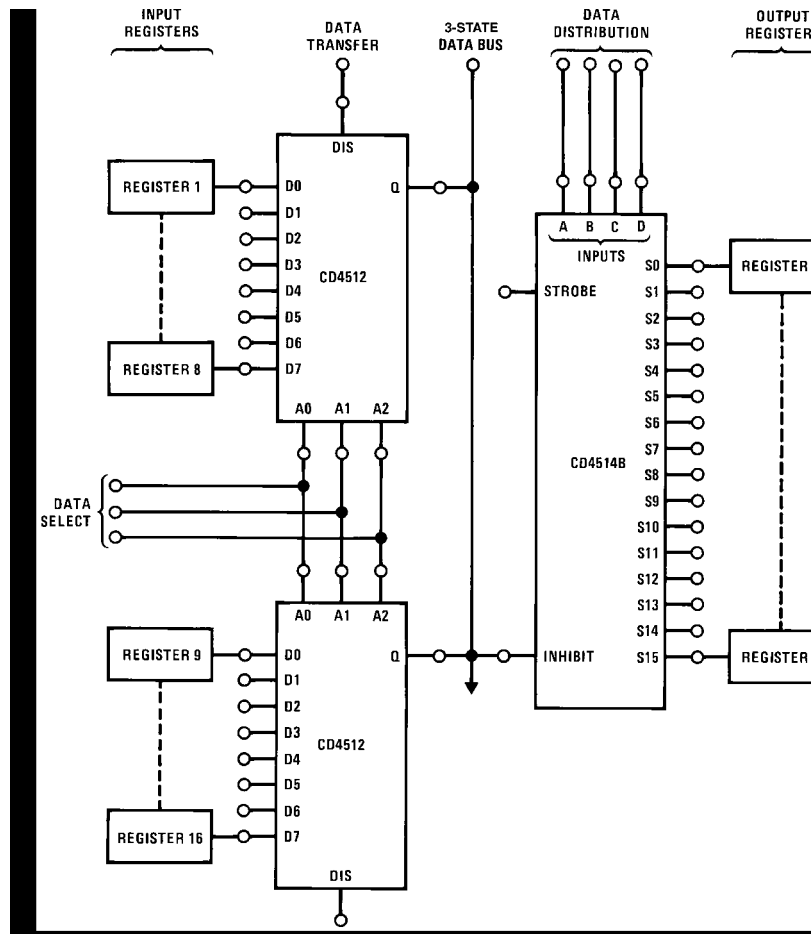 INPUT
REGISTERS
DATA
TRANSFER
3-STATE
DATA BUS
DATA
DISTRIBUTION
OUTPUT
REGISTER
DIS
REGISTER 1
D0
Q
D1
D2
D3
CD4512
D4
D5
D6
REGISTER 8
D7
A0 A1 A2
DATA
SELECT
A0 A1 A2
REGISTER 9
D0
Q
D1
D2
D3
CD4512
D4
D5
D6
REGISTER 16
D7
DIS
A B C D
INPUTS
STROBE
CD4514B
INHIBIT
S0
S1
S2
S3
S4
S5
S6
S7
S8
S9
S10
S11
S12
S13
S14
S15
REGISTER
REGISTER